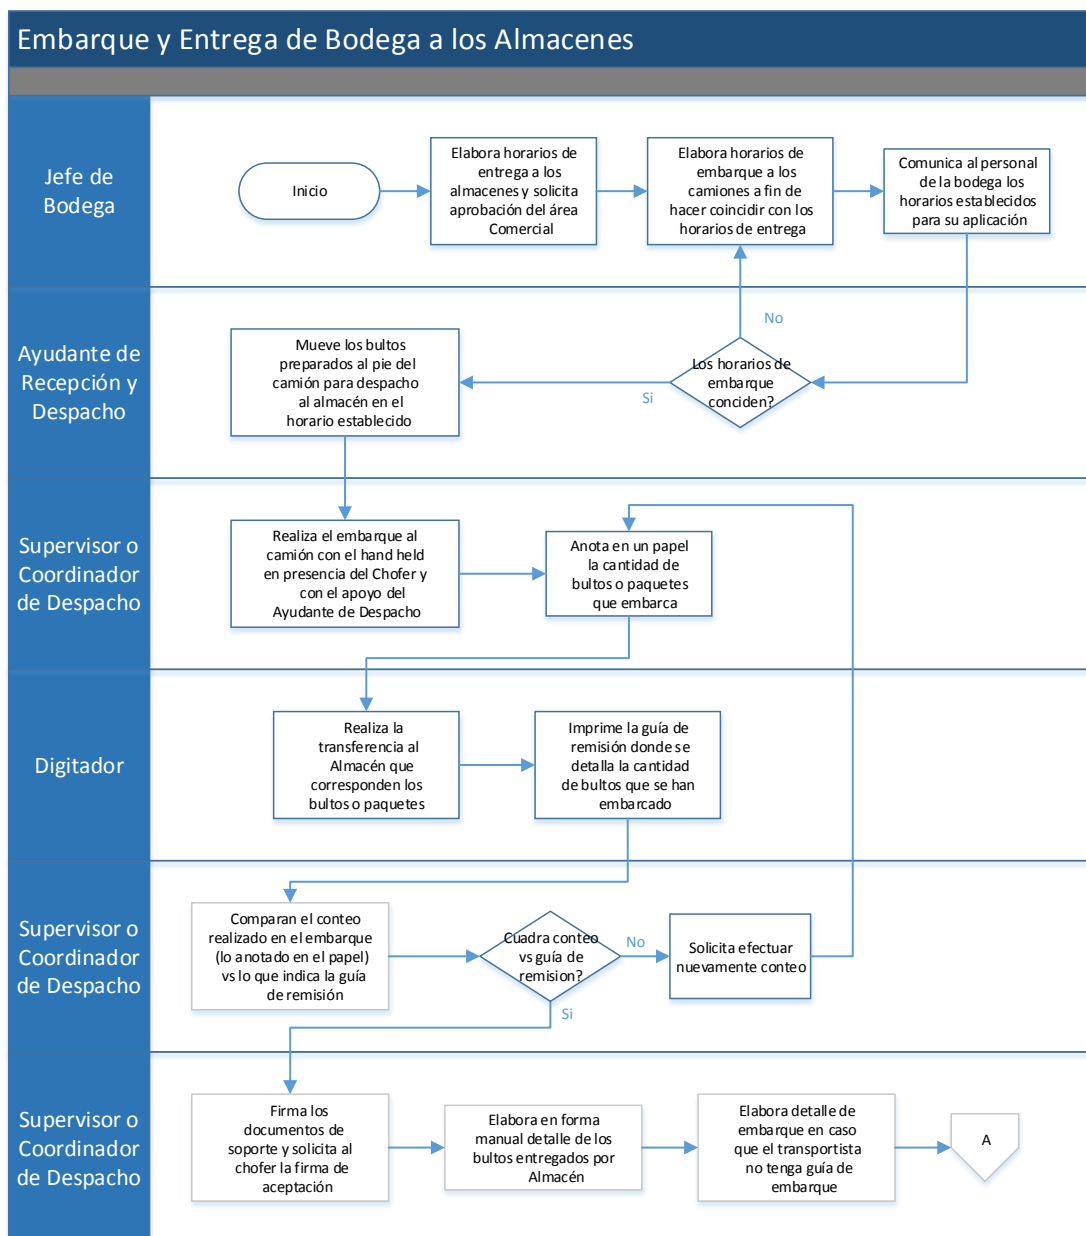 Embarque y Entrega de Bodega a los Almacenes
Jefe de
Bodega
Inicio
Elabora horarios de
entrega a los
almacenes y solicita
aprobación del área
Comercial
Elabora horarios de
embarque a los
camiones a fin de
hacer coincidir con los
horarios de entrega
Comunica al personal
de la bodega los
horarios establecidos
para su aplicación
Ayudante de
Recepción y
Despacho
Mueve los bultos
preparados al pie del
camión para despacho
al almacén en el
horario establecido
Si
Los horarios de
embarque
conciden?
No
Supervisor o
Coordinador
de Despacho
Realiza el embarque al
camión con el hand held
en presencia del Chofer y
con el apoyo del
Ayudante de Despacho
Anota en un papel
la cantidad de
bultos o paquetes
que embarca
Digitador
Realiza la
transferencia al
Almacén que
corresponden los
bultos o paquetes
Imprime la guía de
remisión donde se
detalla la cantidad
de bultos que se han
embarcado
Supervisor o
Coordinador
de Despacho
Comparan el conteo
realizado en el embarque
(lo anotado en el papel)
vs lo que indica la guía
de remisión
Cuadra conteo
vs guía de
remision?
No
Si
Solicita efectuar
nuevamente conteo
Supervisor o
Coordinador
de Despacho
Firma los
documentos de
soporte y solicita al
chofer la firma de
aceptación
Elabora en forma
manual detalle de los
bultos entregados por
Almacén
Elabora detalle de
embarque en caso
que el transportista
no tenga guía de
embarque
A